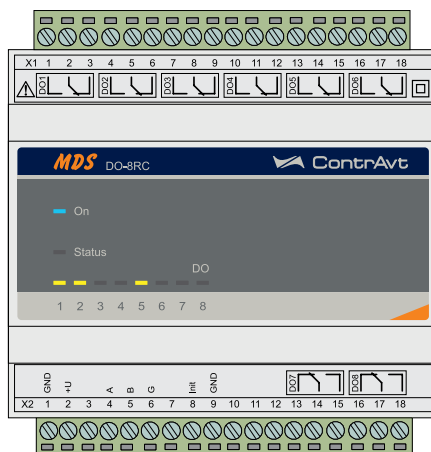 X1 1 2 3 4 5 6 7 8 9 10 11 12 13 14 15 16 17 18
DO1 DO2 DO3 DO4 DO5 DO6
MDS DO-8RC ContrAvt
On
Status
DO
1 2 3 4 5 6 7 8
DO7 DO8
GND +U A B G Init GND
X2 1 2 3 4 5 6 7 8 9 10 11 12 13 14 15 16 17 18